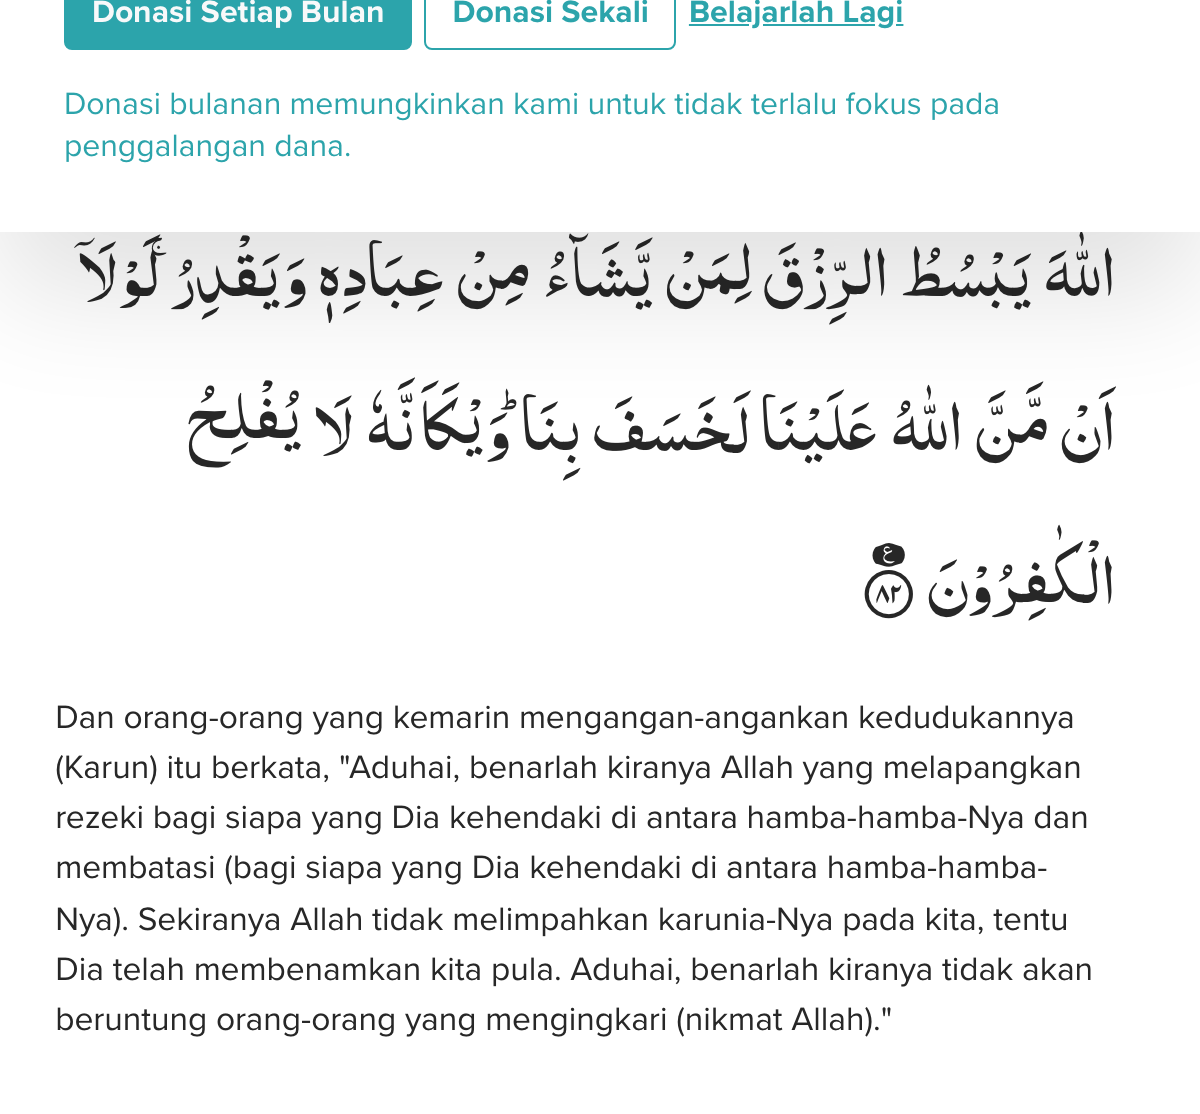 Donasi Setiap Bulan Donasi Sekali Belajarlah Lagi
Donasi bulanan memungkinkan kami untuk tidak terlalu fokus pada
penggalangan dana.
اللّٰهَ يَبْسُطُ الرِّزْقَ لِمَنْ يَّشَاۤءُ مِنْ عِبَادِهٖ وَيَقْدِرُۚ لَوْلَآ
اَنْ مَّنَّ اللّٰهُ عَلَيْنَا لَخَسَفَ بِنَاۗ وَيْكَاَنَّهٗ لَا يُفْلِحُ
الْكٰفِرُوْنَ ࣖ ٨٢
Dan orang-orang yang kemarin mengangan-angankan kedudukannya
(Karun) itu berkata, "Aduhai, benarlah kiranya Allah yang melapangkan
rezeki bagi siapa yang Dia kehendaki di antara hamba-hamba-Nya dan
membatasi (bagi siapa yang Dia kehendaki di antara hamba-hamba-
Nya). Sekiranya Allah tidak melimpahkan karunia-Nya pada kita, tentu
Dia telah membenamkan kita pula. Aduhai, benarlah kiranya tidak akan
beruntung orang-orang yang mengingkari (nikmat Allah)."